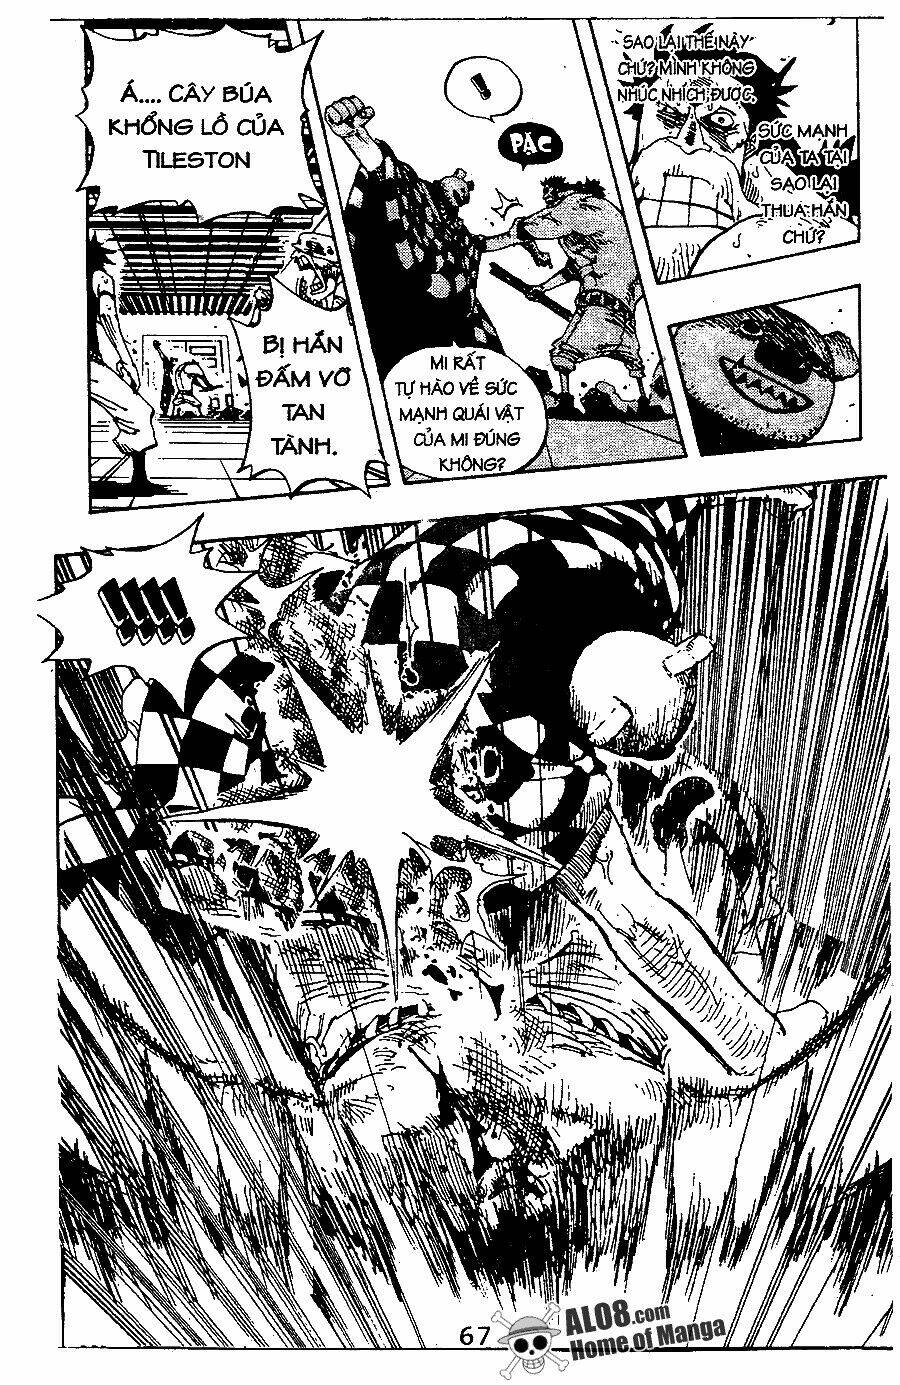 Á.... CÂY BÚA
KHỔNG LỒ CỦA
TILESTON
BỊ HẮN
ĐẤM VỠ
TAN
TÀNH.
!
PẶC
MI RẤT
TỰ HÀO VỀ SỨC
MẠNH QUÁI VẬT
CỦA MI ĐÚNG
KHÔNG?
SAO LẠI THẾ NÀY
CHỨ? MÌNH KHÔNG
NHÚC NHÍCH ĐƯỢC.
SỨC MẠNH
CỦA TA TẠI
SAO LẠI
THUA HẮN
CHỨ?
!!!!
67
ALO8.com
Home of Manga